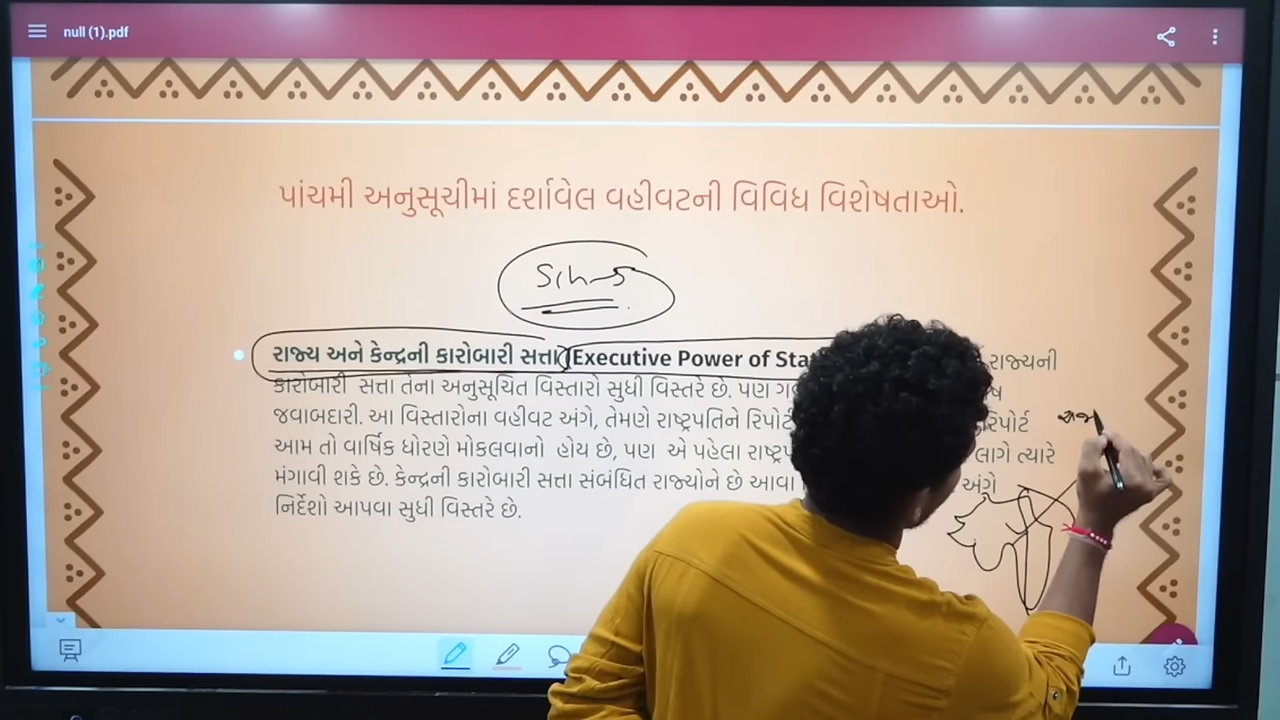 null (1).pdf
પાંચમી અનુસૂચીમાં દર્શાવેલ વહીવટની વિવિધ વિશેષતાઓ.
Sch-5
રાજ્ય અને કેન્દ્રની કારોબારી સત્તા (Executive Power of Sta રાજ્યની
કારોબારી સત્તા તેના અનુસૂચિત વિસ્તારો સુધી વિસ્તરે છે. પણ
જવાબદારી. આ વિસ્તારોના વહીવટ અંગે, તેમણે રાષ્ટ્રપતિને રિપોર્ટ રિપોર્ટ
આમ તો વાર્ષિક ધોરણે મોકલવાનો હોય છે, પણ એ પહેલા રાષ્ટ્રપ લાગે ત્યારે
મંગાવી શકે છે. કેન્દ્રની કારોબારી સત્તા સંબંધિત રાજ્યોને છે આવા અંગે
નિર્દેશો આપવા સુધી વિસ્તરે છે.